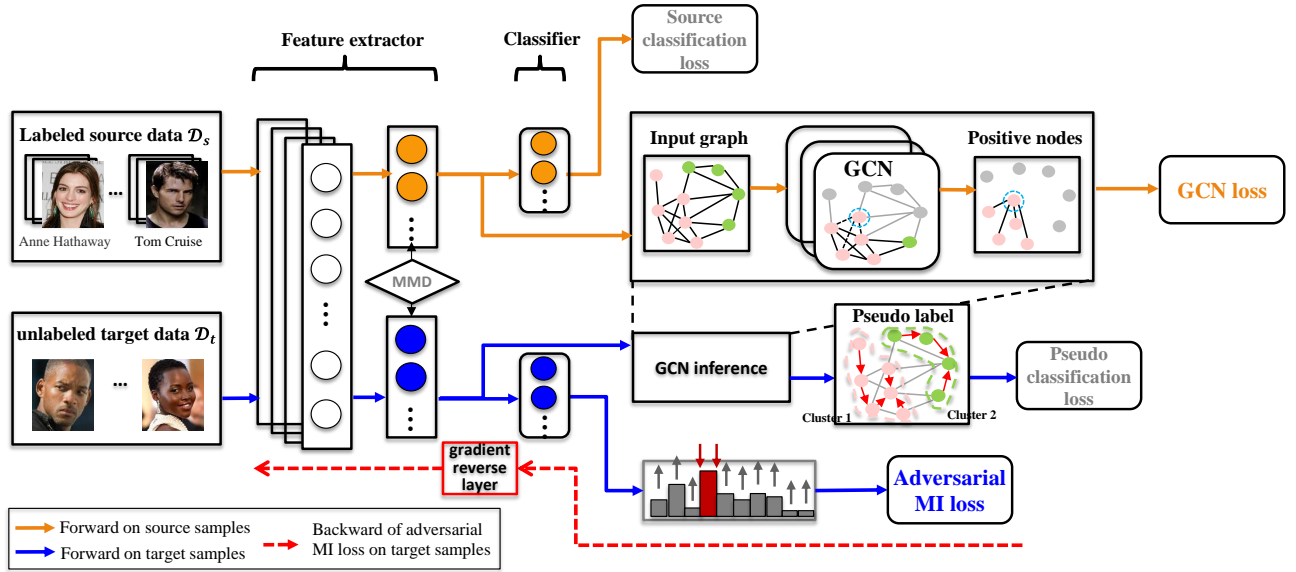 Feature extractor
Classifier
Source
classification
loss
Labeled source data 𝒟s
...
Anne Hathaway
Tom Cruise
Input graph
GCN
Positive nodes
GCN loss
MMD
unlabeled target data 𝒟t
...
GCN inference
Pseudo label
Cluster 1
Cluster 2
Pseudo
classification
loss
gradient
reverse
layer
Adversarial
MI loss
Forward on source samples
Forward on target samples
Backward of adversarial
MI loss on target samples